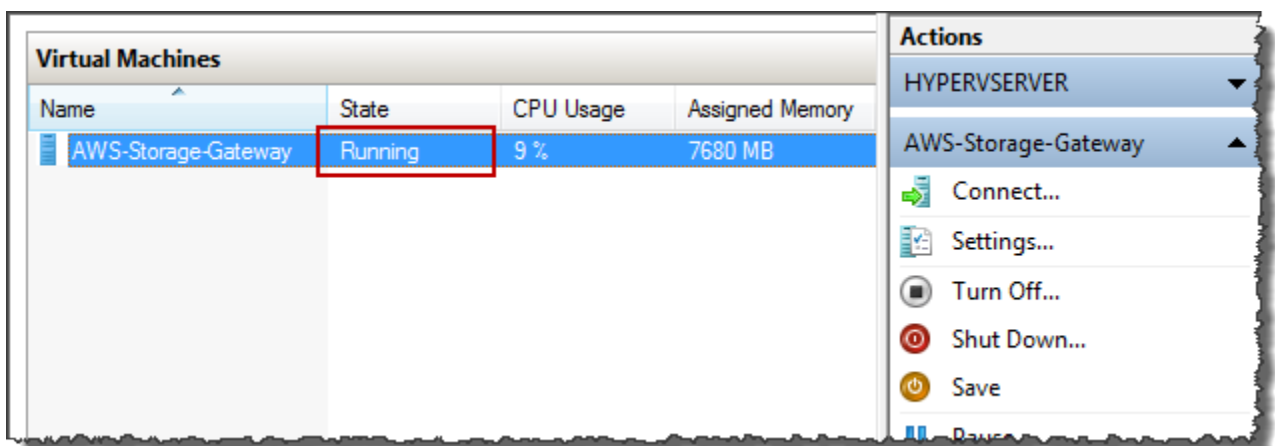 Virtual Machines
Name State CPU Usage Assigned Memory
AWS-Storage-Gateway Running 9 % 7680 MB
Actions
HYPERVSERVER
AWS-Storage-Gateway
Connect...
Settings...
Turn Off...
Shut Down...
Save
Pause